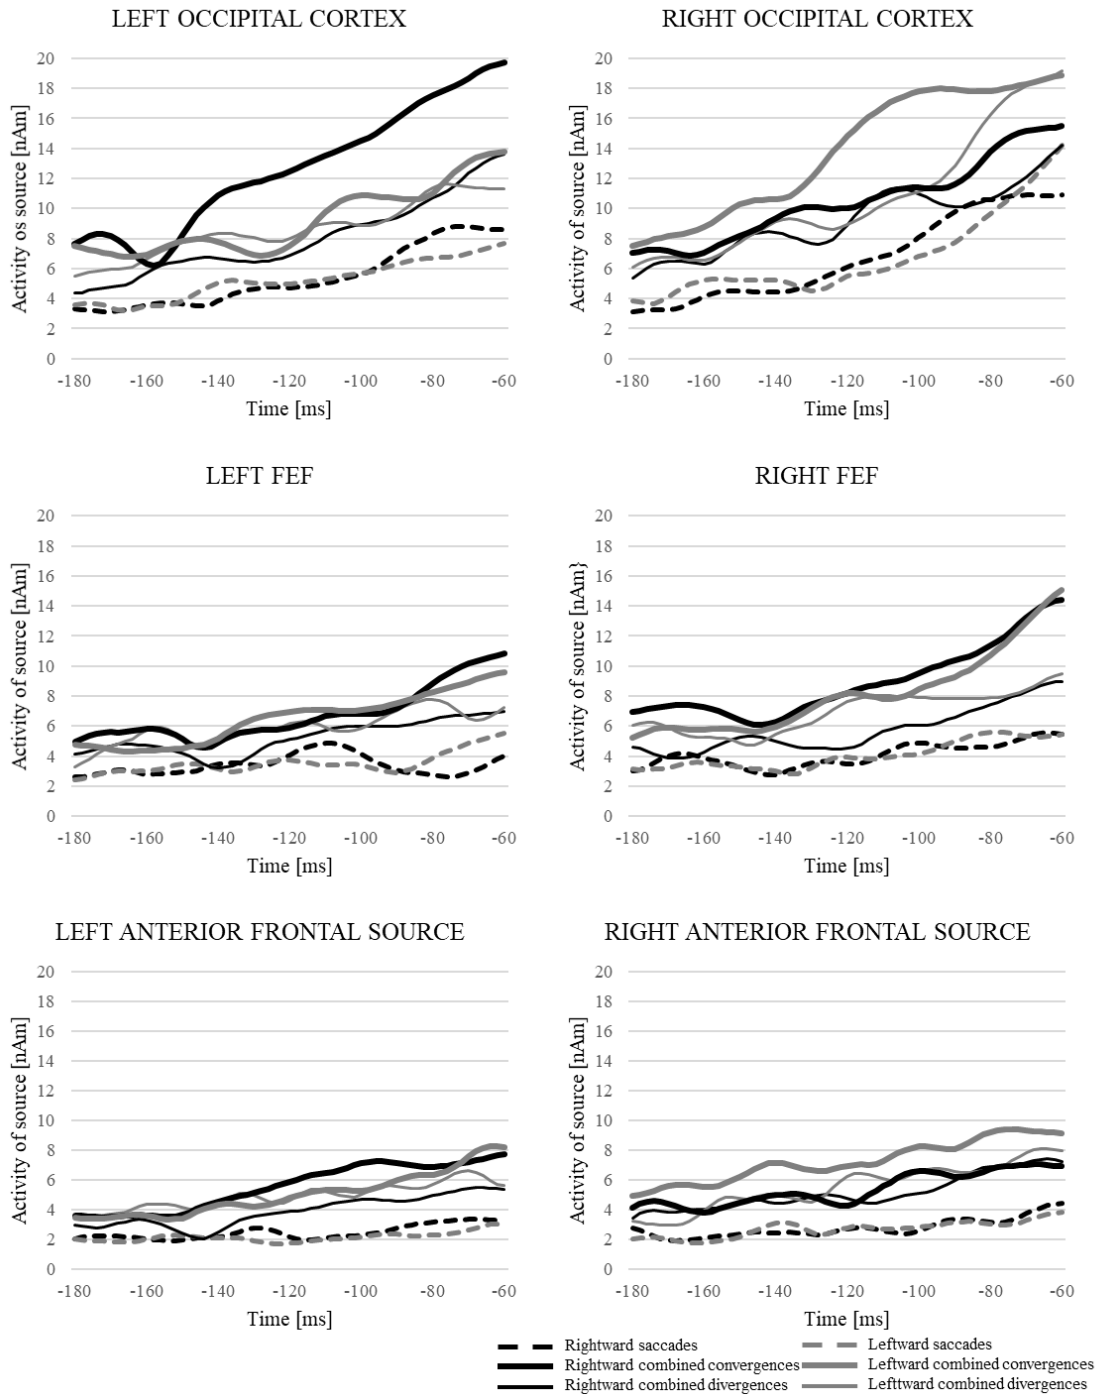 LEFT OCCIPITAL CORTEX
Activity os source [nAm]
20
18
16
14
12
10
8
6
4
2
0
-180 -160 -140 -120 -100 -80 -60
Time [ms]
RIGHT OCCIPITAL CORTEX
Activity of source [nAm]
20
18
16
14
12
10
8
6
4
2
0
-180 -160 -140 -120 -100 -80 -60
Time [ms]
LEFT FEF
Activity of source [nAm]
20
18
16
14
12
10
8
6
4
2
0
-180 -160 -140 -120 -100 -80 -60
Time [ms]
RIGHT FEF
Activity of source [nAm}
20
18
16
14
12
10
8
6
4
2
0
-180 -160 -140 -120 -100 -80 -60
Time [ms]
LEFT ANTERIOR FRONTAL SOURCE
Activity of source [nAm]
20
18
16
14
12
10
8
6
4
2
0
-180 -160 -140 -120 -100 -80 -60
Time [ms]
RIGHT ANTERIOR FRONTAL SOURCE
Activity of source [nAm]
20
18
16
14
12
10
8
6
4
2
0
-180 -160 -140 -120 -100 -80 -60
Time [ms]
Rightward saccades
Leftward saccades
Rightward combined convergences
Leftward combined convergences
Rightward combined divergences
Lefttward combined divergences